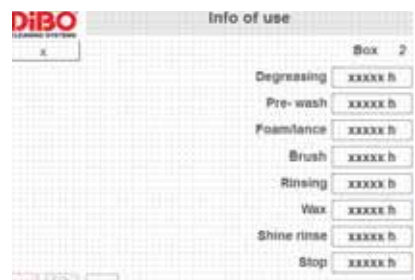 DiBO
CLEANING SYSTEMS
Info of use
x
Box 2
Degreasing xxxxx h
Pre- wash xxxxx h
Foam/lance xxxxx h
Brush xxxxx h
Rinsing xxxxx h
Wax xxxxx h
Shine rinse xxxxx h
Stop xxxxx h